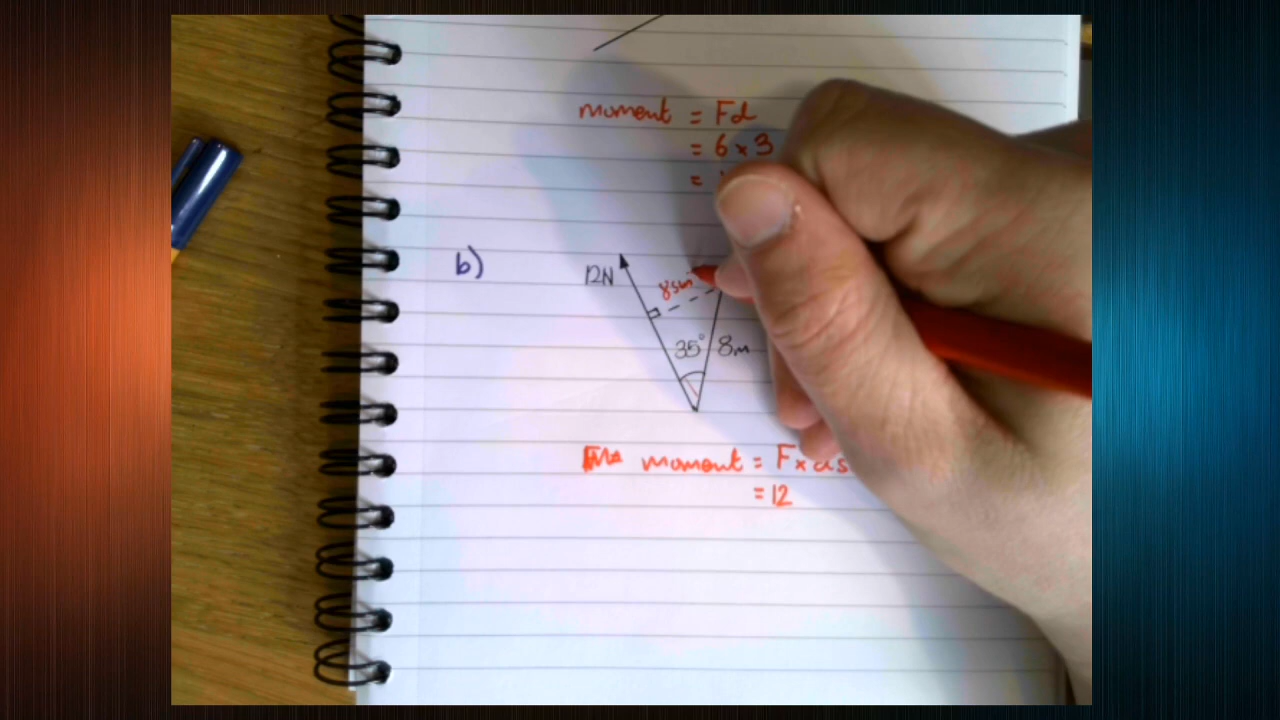 moment = Fd
= 6 × 3
=
b)
12N
8sin
35° 8m
moment = F × ds
= 12